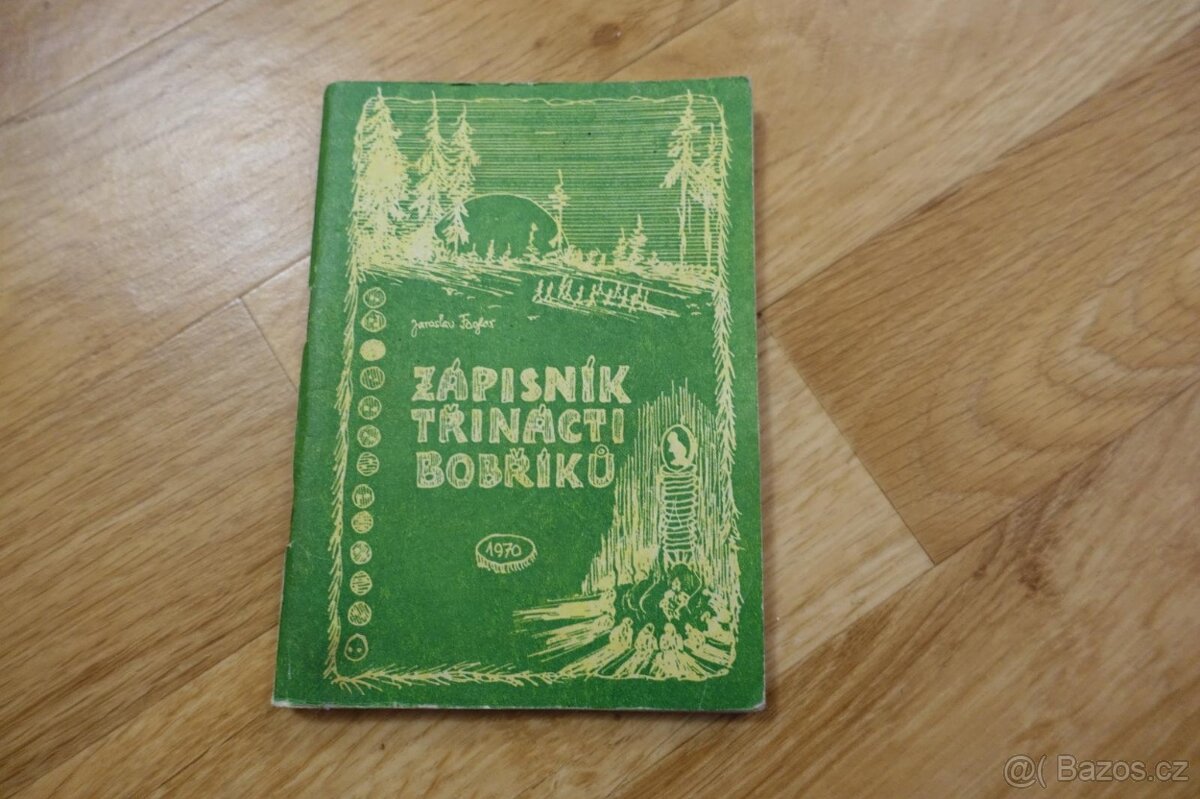 Jaroslav Foglar
ZÁPISNÍK
TŘINÁCTI
BOBŘÍKŮ
1970
@( Bazos.cz